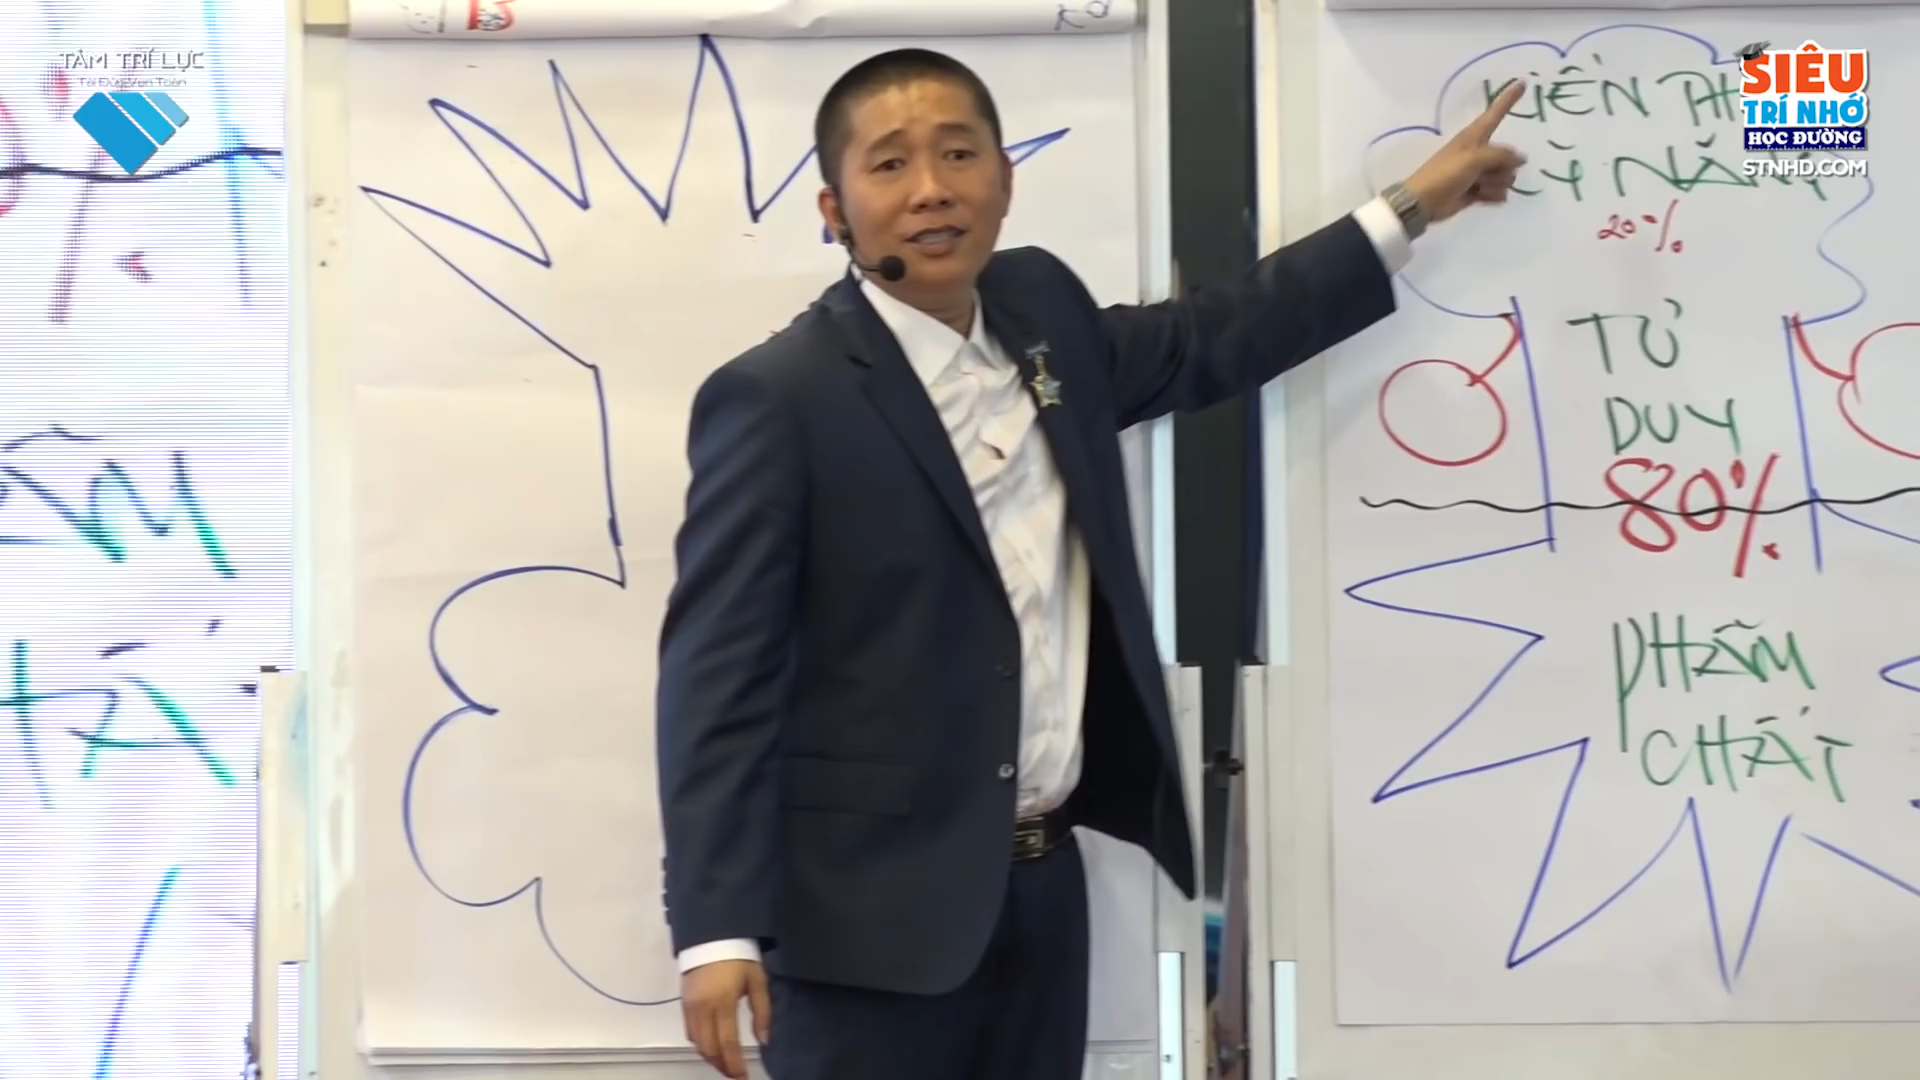 TÂM TRÍ LỰC
SIÊU
TRÍ NHỚ
HỌC ĐƯỜNG
STNHD.COM
KIẾN TH
KỸ NĂNG
20%
TƯ
DUY
80%
PHẨM
CHẤT